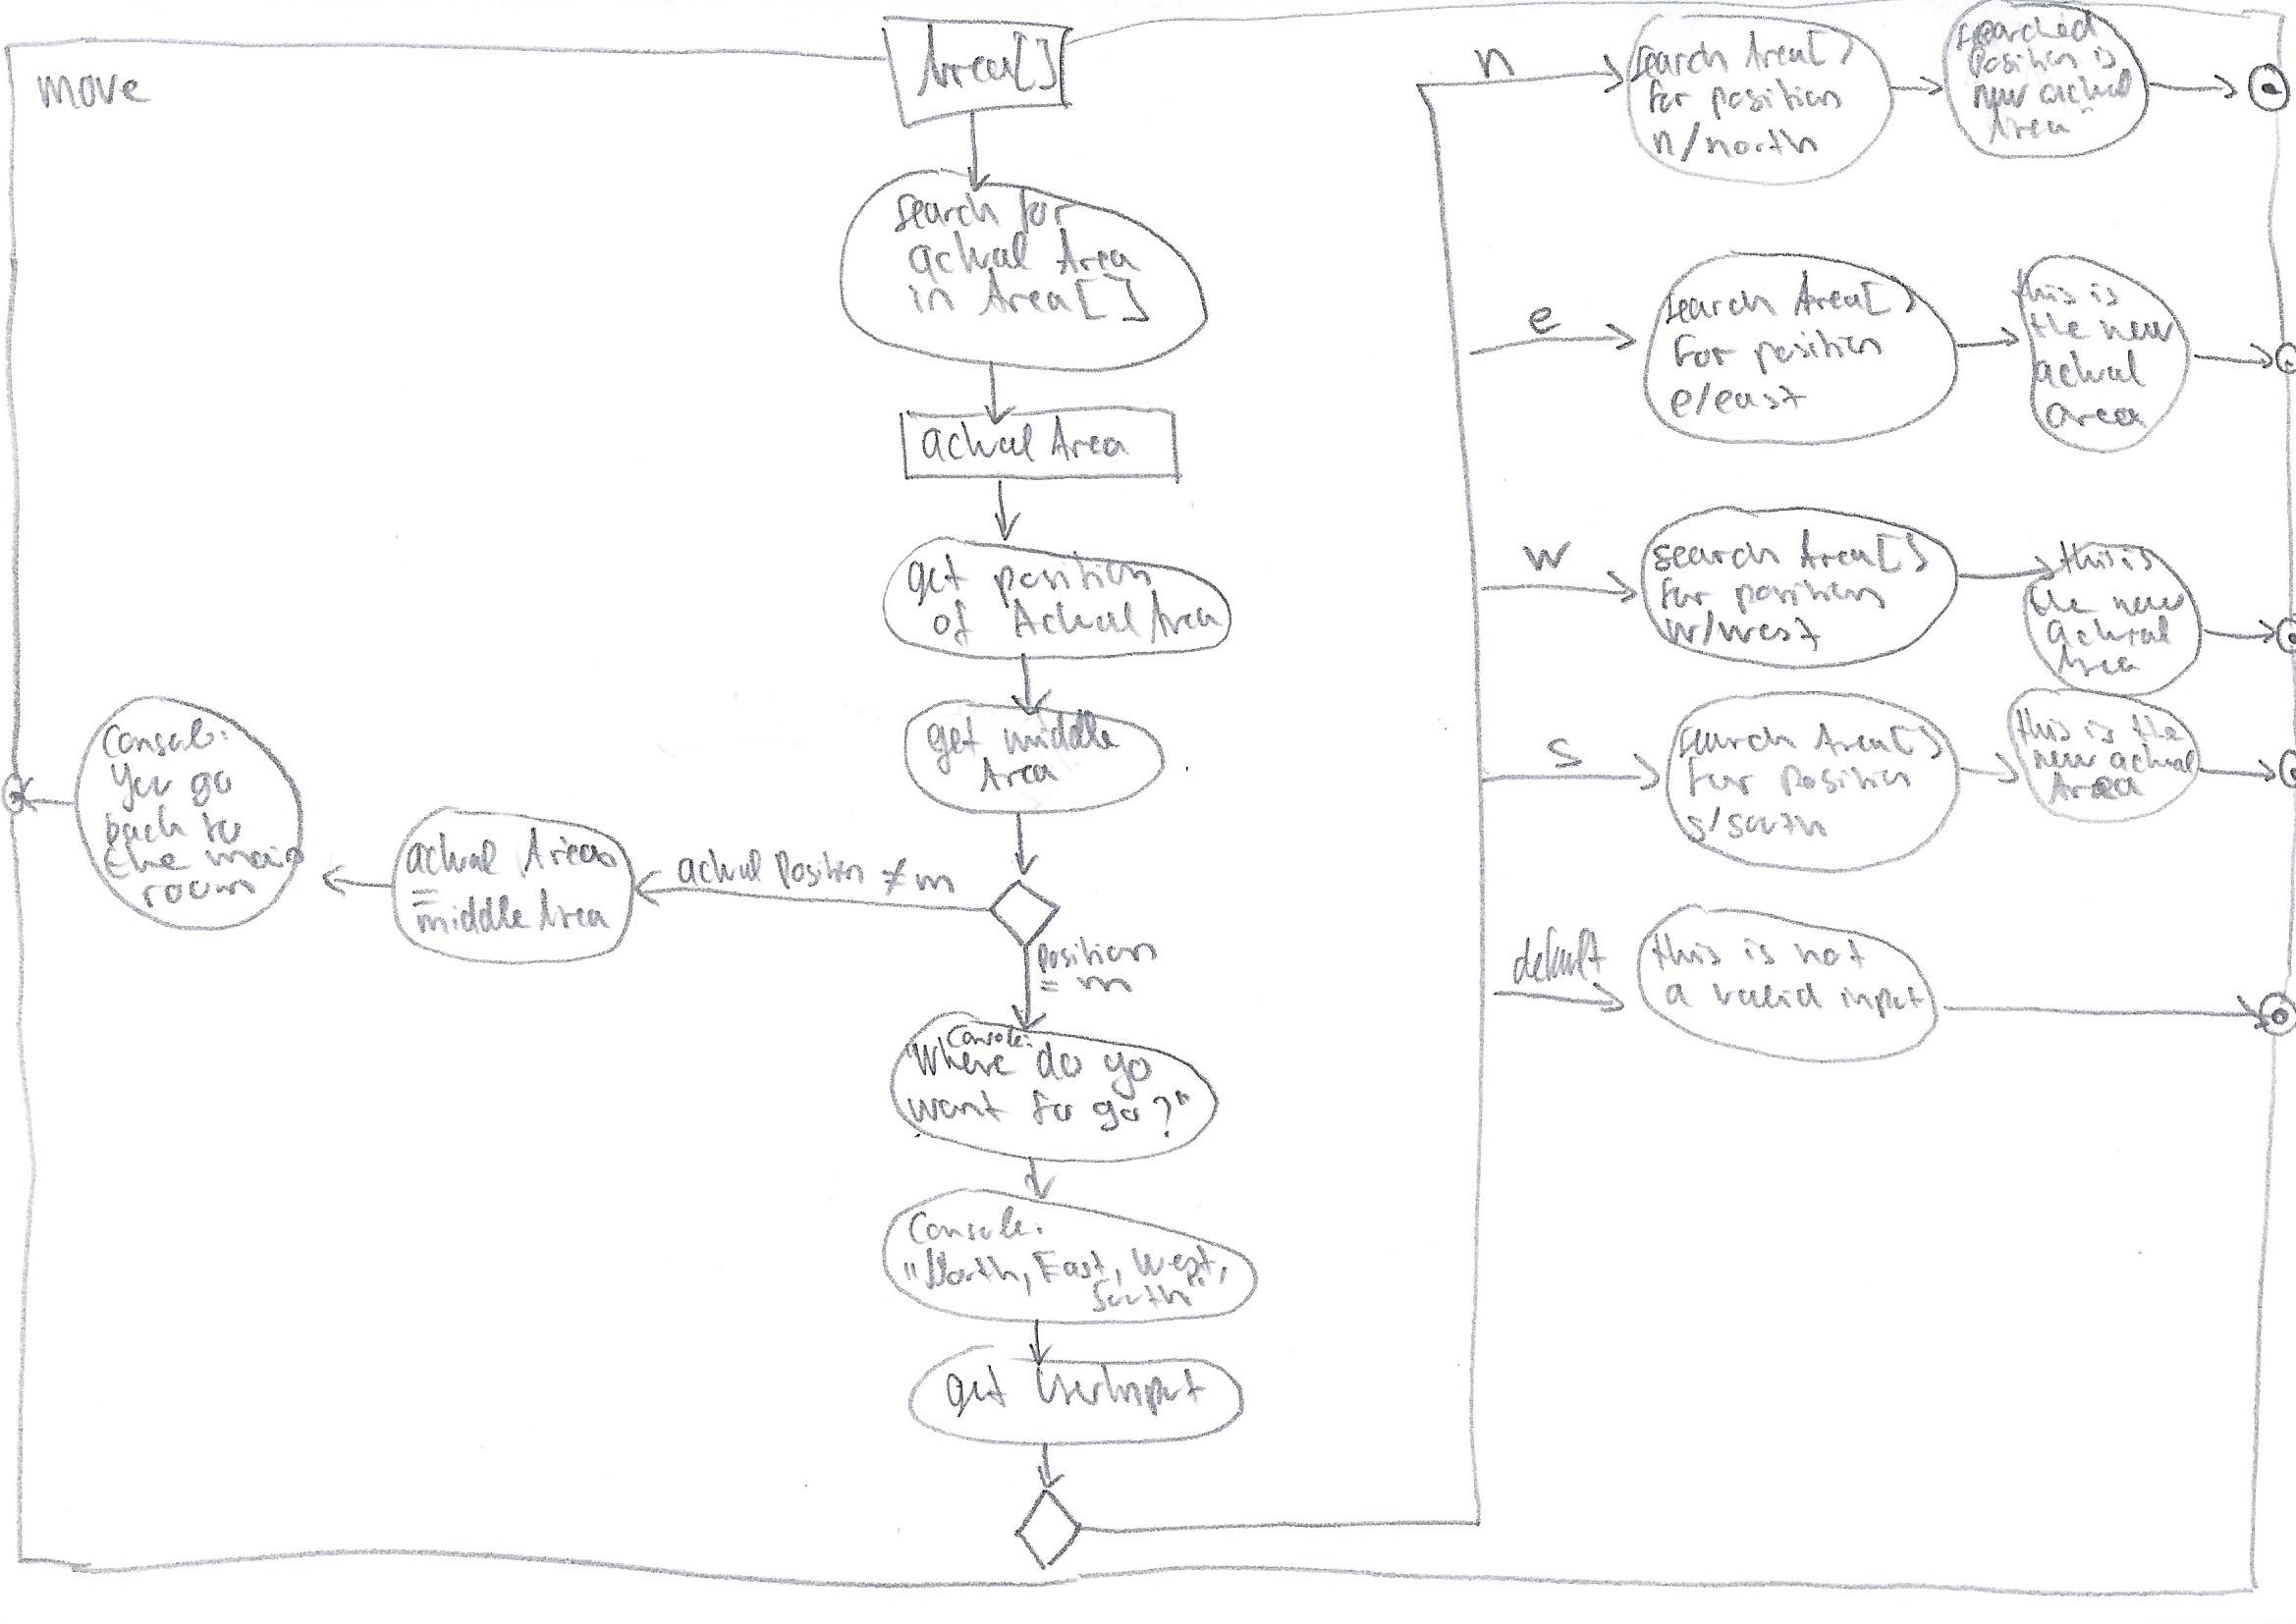 move
Area[]
search for
actual Area
in Area[]
actual Area
get position
of Actual Area
get middle
Area
actual Position ≠ m
actual Area
=
middle Area
Console:
You go
back to
the main
room
Position
= m
Console:
"Where do yo
want to go?"
Console:
"North, East, West,
South"
get UserInput
n
search Area[]
for position
n/north
searched
Position is
new actual
Area
e
search Area[]
for position
e/east
this is
the new
actual
area
w
search Area[]
for position
w/west
this is
the new
actual
Area
s
search Area[]
for position
s/south
this is the
new actual
Area
default
this is not
a valid input